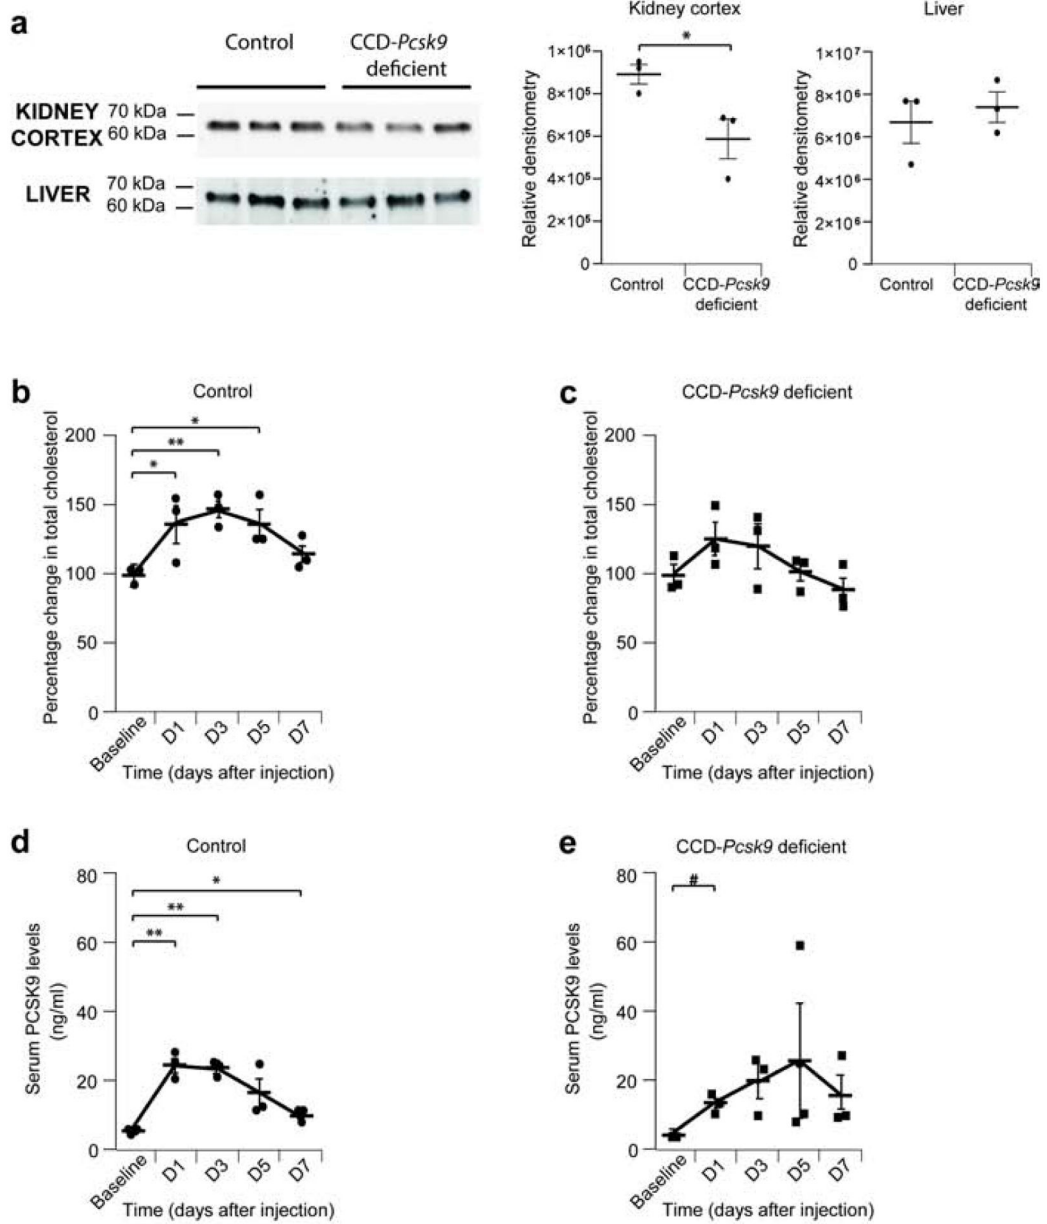 a
Control
CCD-Pcsk9
deficient
KIDNEY
CORTEX
70 kDa
60 kDa
LIVER
70 kDa
60 kDa
Kidney cortex
*
Relative densitometry
1×10⁶
8×10⁵
6×10⁵
4×10⁵
2×10⁵
0
Control
CCD-Pcsk9
deficient
Liver
Relative densitometry
1×10⁷
8×10⁶
6×10⁶
4×10⁶
2×10⁶
0
Control
CCD-Pcsk9
deficient
b
Control
Percentage change in total cholesterol
200
150
100
50
0
*
**
*
Baseline
D1
D3
D5
D7
Time (days after injection)
c
CCD-Pcsk9 deficient
Percentage change in total cholesterol
200
150
100
50
0
Baseline
D1
D3
D5
D7
Time (days after injection)
d
Control
Serum PCSK9 levels
(ng/ml)
80
60
40
20
0
*
**
**
Baseline
D1
D3
D5
D7
Time (days after injection)
e
CCD-Pcsk9 deficient
Serum PCSK9 levels
(ng/ml)
80
60
40
20
0
#
Baseline
D1
D3
D5
D7
Time (days after injection)